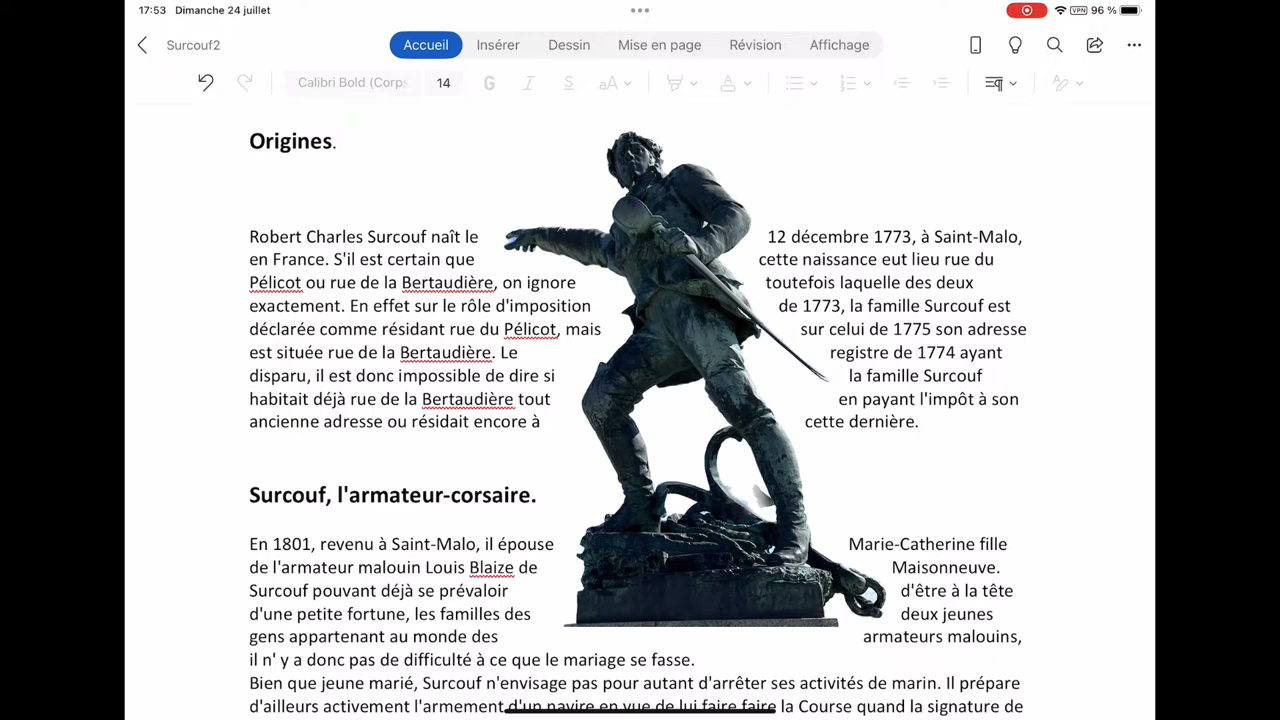 17:53 Dimanche 24 juillet
VPN 96 %
Surcouf2
Accueil Insérer Dessin Mise en page Révision Affichage
Calibri Bold (Corps 14 G I S aA A
Origines.
Robert Charles Surcouf naît le 12 décembre 1773, à Saint-Malo,
en France. S'il est certain que cette naissance eut lieu rue du
Pélicot ou rue de la Bertaudière, on ignore toutefois laquelle des deux
exactement. En effet sur le rôle d'imposition de 1773, la famille Surcouf est
déclarée comme résidant rue du Pélicot, mais sur celui de 1775 son adresse
est située rue de la Bertaudière. Le registre de 1774 ayant
disparu, il est donc impossible de dire si la famille Surcouf
habitait déjà rue de la Bertaudière tout en payant l'impôt à son
ancienne adresse ou résidait encore à cette dernière.
Surcouf, l'armateur-corsaire.
En 1801, revenu à Saint-Malo, il épouse Marie-Catherine fille
de l'armateur malouin Louis Blaize de Maisonneuve.
Surcouf pouvant déjà se prévaloir d'être à la tête
d'une petite fortune, les familles des deux jeunes
gens appartenant au monde des armateurs malouins,
il n' y a donc pas de difficulté à ce que le mariage se fasse.
Bien que jeune marié, Surcouf n'envisage pas pour autant d'arrêter ses activités de marin. Il prépare
d'ailleurs activement l'armement d'un navire en vue de lui faire faire la Course quand la signature de